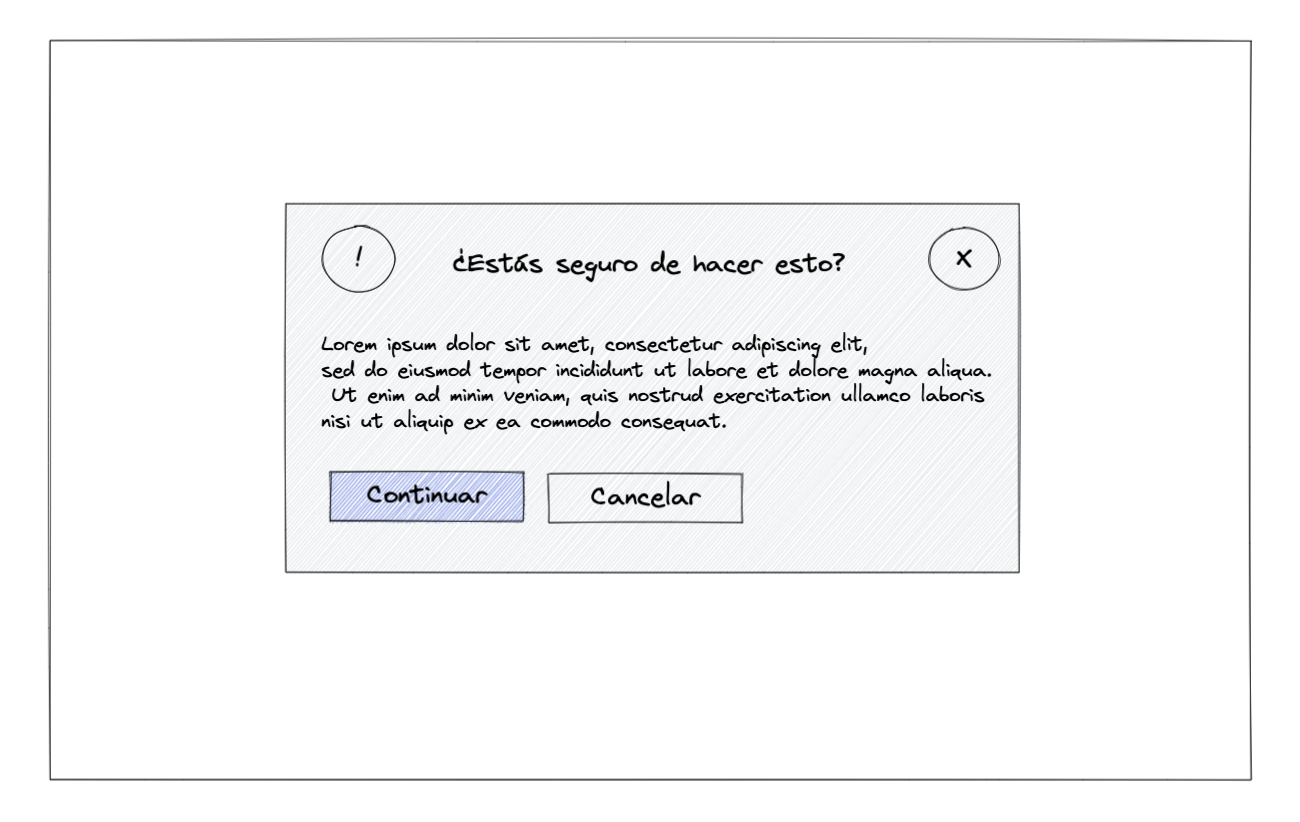 ! ¿Estás seguro de hacer esto? X
Lorem ipsum dolor sit amet, consectetur adipiscing elit,
sed do eiusmod tempor incididunt ut labore et dolore magna aliqua.
Ut enim ad minim veniam, quis nostrud exercitation ullamco laboris
nisi ut aliquip ex ea commodo consequat.
Continuar Cancelar